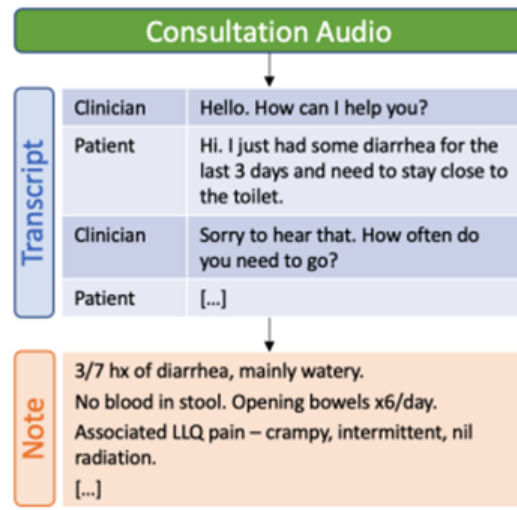 Consultation Audio
Transcript
Clinician Hello. How can I help you?
Patient Hi. I just had some diarrhea for the
last 3 days and need to stay close to
the toilet.
Clinician Sorry to hear that. How often do
you need to go?
Patient [...]
Note
3/7 hx of diarrhea, mainly watery.
No blood in stool. Opening bowels x6/day.
Associated LLQ pain – crampy, intermittent, nil
radiation.
[...]